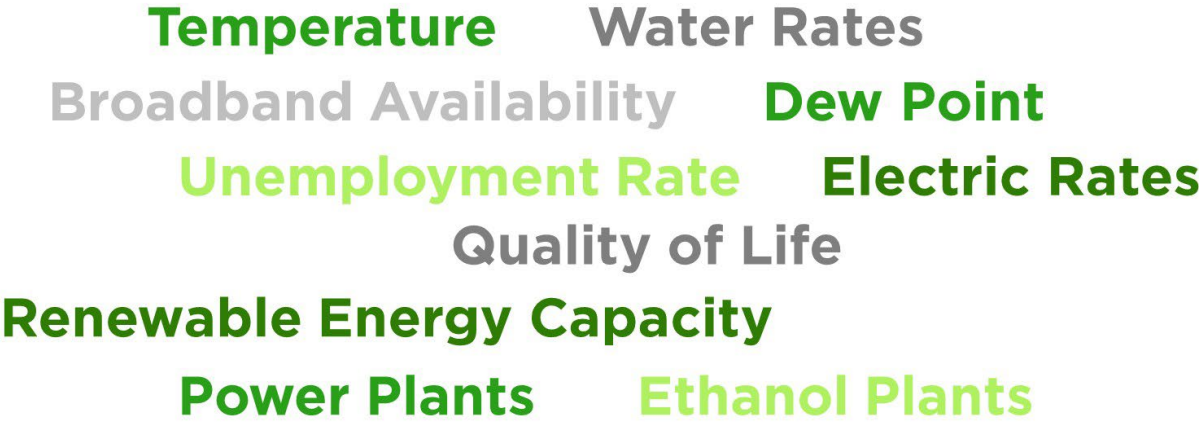 Temperature Water Rates
Broadband Availability Dew Point
Unemployment Rate Electric Rates
Quality of Life
Renewable Energy Capacity
Power Plants Ethanol Plants